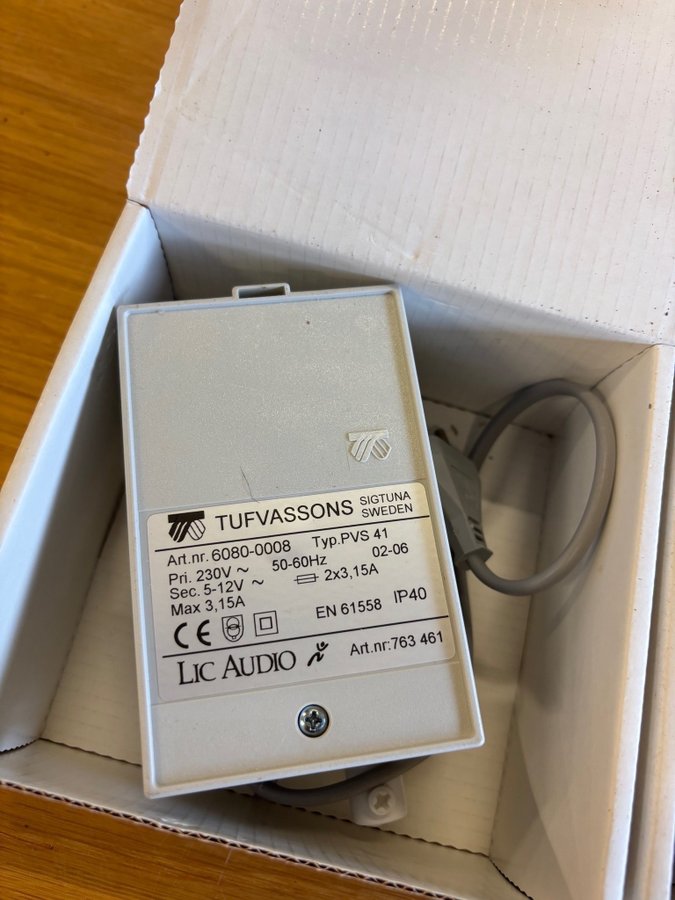 TUFVASSONS SIGTUNA SWEDEN
Art.nr. 6080-0008 Typ.PVS 41
Pri. 230V ~ 50-60Hz 02-06
Sec. 5-12V ~ 2x3,15A
Max 3,15A
CE EN 61558 IP40
LIC AUDIO Art.nr:763 461